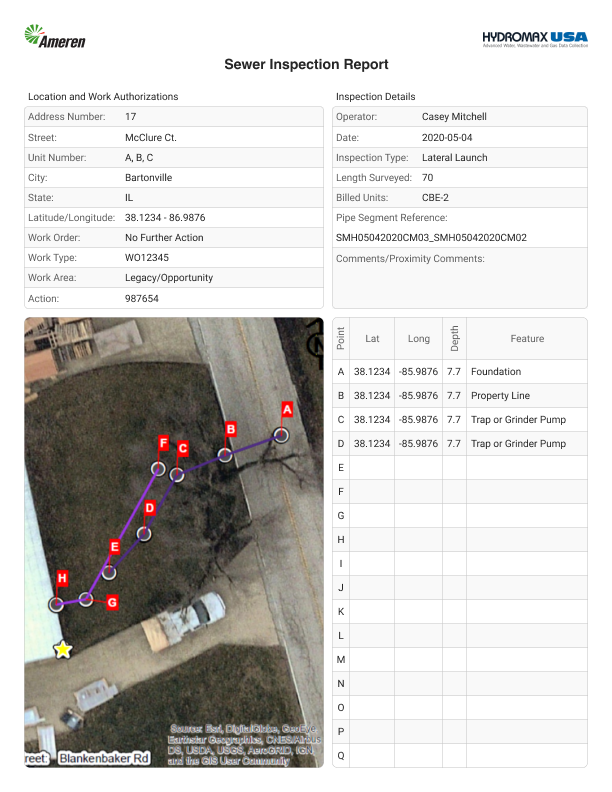 Ameren
HYDROMAX USA
Advanced Water, Wastewater and Gas Data Collection
Sewer Inspection Report
Location and Work Authorizations
Address Number: 17
Street: McClure Ct.
Unit Number: A, B, C
City: Bartonville
State: IL
Latitude/Longitude: 38.1234 - 86.9876
Work Order: No Further Action
Work Type: WO12345
Work Area: Legacy/Opportunity
Action: 987654
Inspection Details
Operator: Casey Mitchell
Date: 2020-05-04
Inspection Type: Lateral Launch
Length Surveyed: 70
Billed Units: CBE-2
Pipe Segment Reference:
SMH05042020CM03_SMH05042020CM02
Comments/Proximity Comments:
A
B
F
C
D
E
H
G
Source: Esri, DigitalGlobe, GeoEye,
Earthstar Geographics, CNES/Airbus
DS, USDA, USGS, AeroGRID, IGN,
and the GIS User Community
reet: Blankenbaker Rd
Point Lat Long Depth Feature
A 38.1234 -85.9876 7.7 Foundation
B 38.1234 -85.9876 7.7 Property Line
C 38.1234 -85.9876 7.7 Trap or Grinder Pump
D 38.1234 -85.9876 7.7 Trap or Grinder Pump
E
F
G
H
I
J
K
L
M
N
O
P
Q